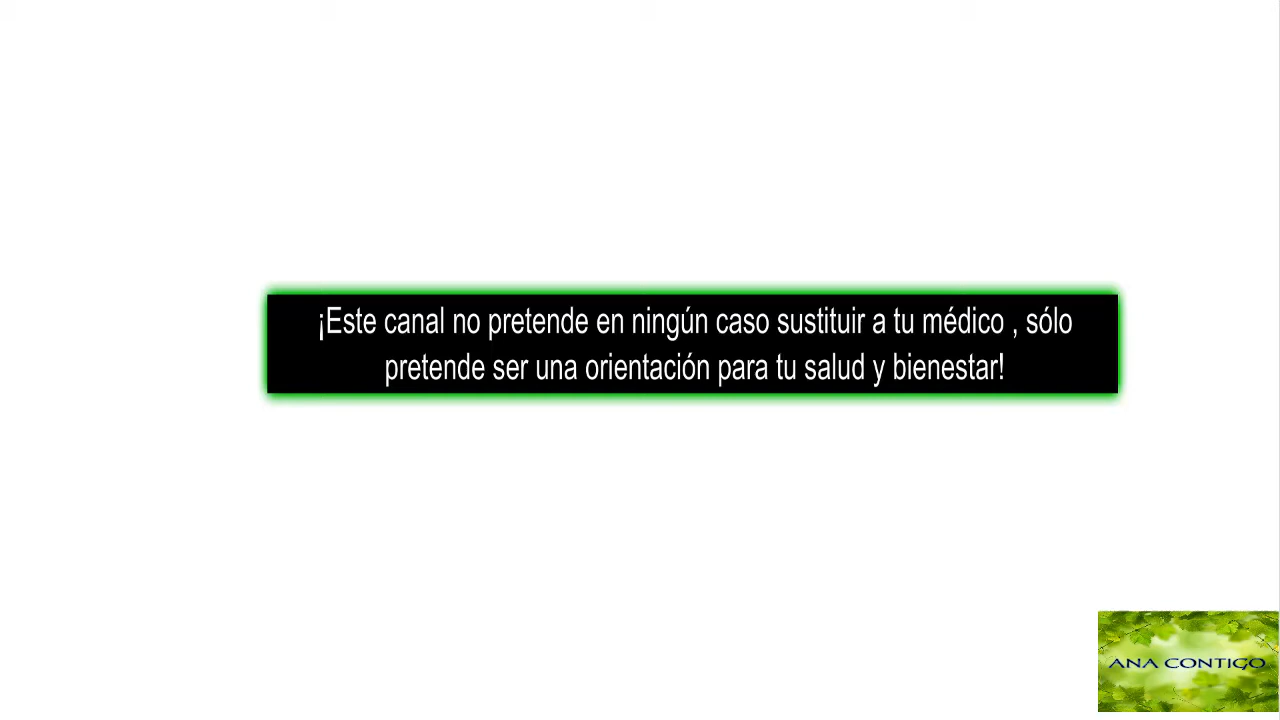 ¡Este canal no pretende en ningún caso sustituir a tu médico , sólo
pretende ser una orientación para tu salud y bienestar!
ANA CONTIGO